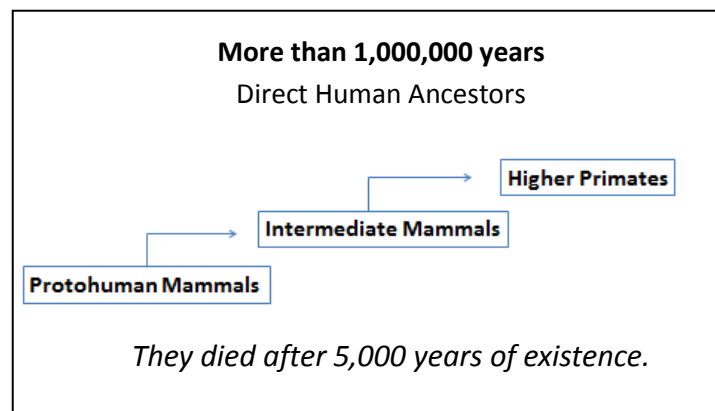 More than 1,000,000 years
Direct Human Ancestors
Higher Primates
Intermediate Mammals
Protohuman Mammals
They died after 5,000 years of existence.